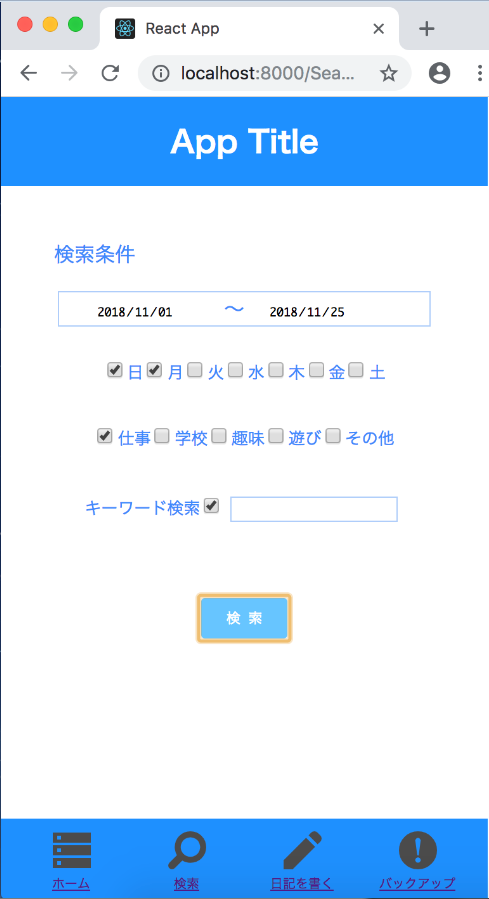 React App
localhost:8000/Sea...
App Title
検索条件
2018/11/01 〜 2018/11/25
日 月 火 水 木 金 土
仕事 学校 趣味 遊び その他
キーワード検索
検 索
ホーム 検索 日記を書く バックアップ